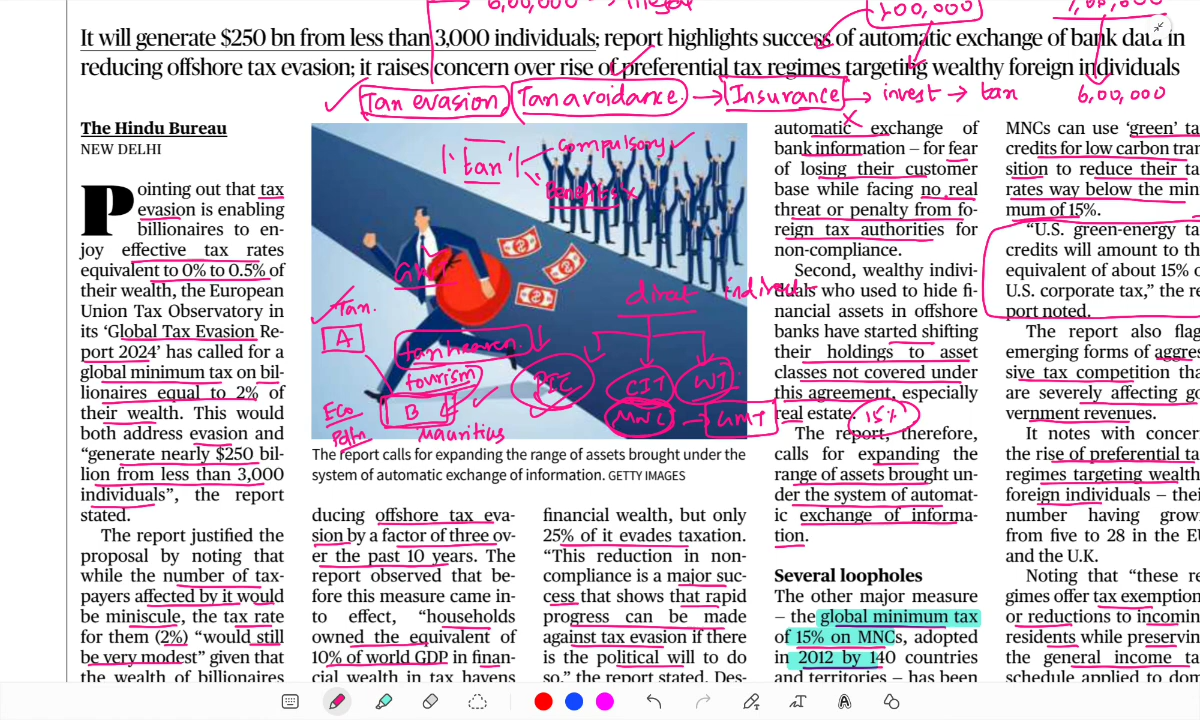 6,00,000 → illegal
100,000
1,00,000
It will generate $250 bn from less than 3,000 individuals; report highlights success of automatic exchange of bank data in
reducing offshore tax evasion; it raises concern over rise of preferential tax regimes targeting wealthy foreign individuals
Tax evasion, Tax avoidance. → Insurance → invest → tax
6,00,000
The Hindu Bureau
NEW DELHI
Pointing out that tax
evasion is enabling
billionaires to en-
joy effective tax rates
equivalent to 0% to 0.5% of
their wealth, the European
Union Tax Observatory in
its ‘Global Tax Evasion Re-
port 2024’ has called for a
global minimum tax on bil-
lionaires equal to 2% of
their wealth. This would
both address evasion and
“generate nearly $250 bil-
lion from less than 3,000
individuals”, the report
stated.
The report justified the
proposal by noting that
while the number of tax-
payers affected by it would
be miniscule, the tax rate
for them (2%) “would still
be very modest” given that
the wealth of billionaires
"tax"
compulsory
Benefits x
Govt
Tax.
A
tax heaven.
tourism
B
Eco
Mauritius
direct
indirect
PIT
CIT
WT
MNC → GMT
15%
The report calls for expanding the range of assets brought under the
system of automatic exchange of information. GETTY IMAGES
ducing offshore tax eva-
sion by a factor of three ov-
er the past 10 years. The
report observed that be-
fore this measure came in-
to effect, “households
owned the equivalent of
10% of world GDP in finan-
cial wealth in tax havens
financial wealth, but only
25% of it evades taxation.
“This reduction in non-
compliance is a major suc-
cess that shows that rapid
progress can be made
against tax evasion if there
is the political will to do
so,” the report stated. Des-
automatic exchange of
bank information – for fear
of losing their customer
base while facing no real
threat or penalty from fo-
reign tax authorities for
non-compliance.
Second, wealthy indivi-
duals who used to hide fi-
nancial assets in offshore
banks have started shifting
their holdings to asset
classes not covered under
this agreement, especially
real estate.
The report, therefore,
calls for expanding the
range of assets brought un-
der the system of automat-
ic exchange of informa-
tion.
Several loopholes
The other major measure
– the global minimum tax
of 15% on MNCs, adopted
in 2012 by 140 countries
and territories – has been
MNCs can use ‘green’ ta
credits for low carbon tran
sition to reduce their ta
rates way below the min
mum of 15%.
“U.S. green-energy ta
credits will amount to th
equivalent of about 15% o
U.S. corporate tax,” the re
port noted.
The report also flag
emerging forms of aggres
sive tax competition tha
are severely affecting go
vernment revenues.
It notes with concer
the rise of preferential ta
regimes targeting wealth
foreign individuals – thei
number having grow
from five to 28 in the EU
and the U.K.
Noting that “these re
gimes offer tax exemption
or reductions to incomin
residents while preservin
the general income ta
schedule applied to dom